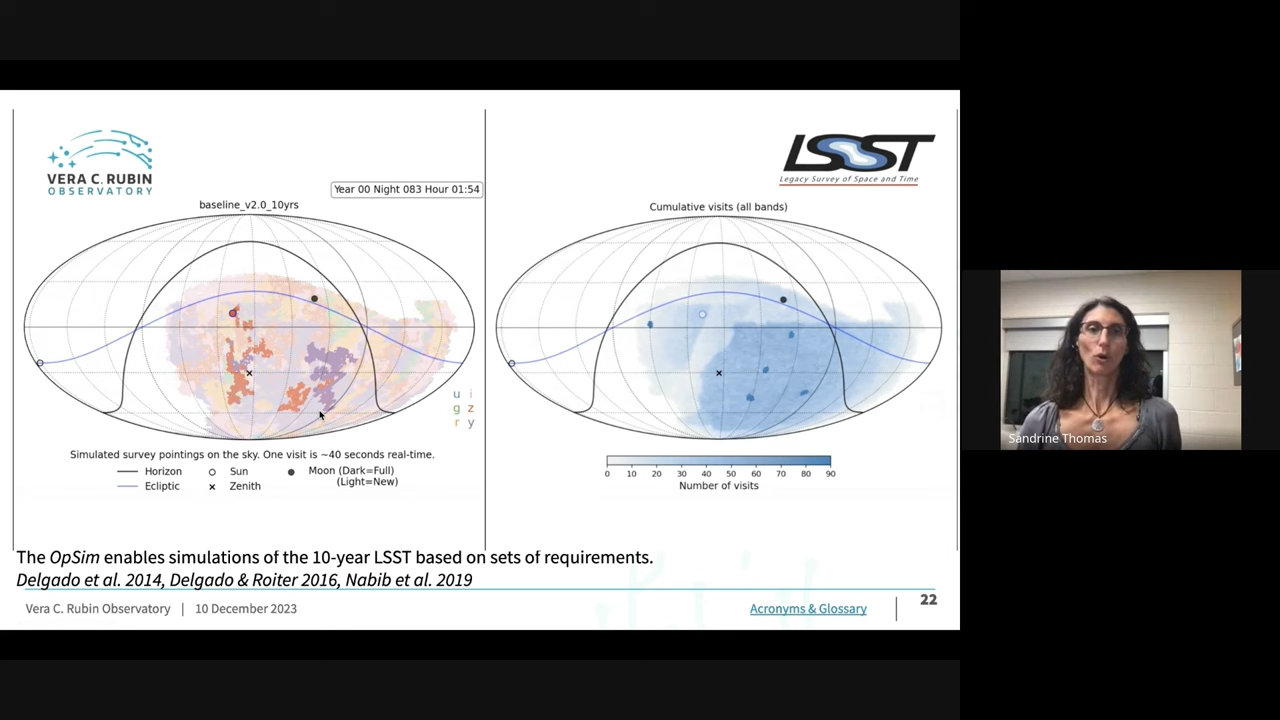 VERA C. RUBIN
OBSERVATORY
LSST
Legacy Survey of Space and Time
Year 00 Night 083 Hour 01:54
baseline_v2.0_10yrs
u i
g z
r y
Simulated survey pointings on the sky. One visit is ~40 seconds real-time.
Horizon
Sun
Moon (Dark=Full)
(Light=New)
Ecliptic
Zenith
Cumulative visits (all bands)
0 10 20 30 40 50 60 70 80 90
Number of visits
The OpSim enables simulations of the 10-year LSST based on sets of requirements.
Delgado et al. 2014, Delgado & Roiter 2016, Nabib et al. 2019
Vera C. Rubin Observatory | 10 December 2023
Acronyms & Glossary
22
Sandrine Thomas